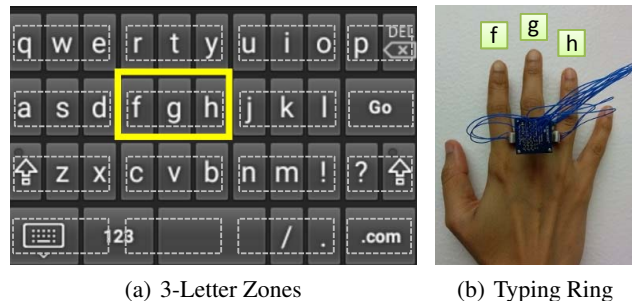 q w e r t y u i o p DEL
a s d f g h j k l Go
z x c v b n m ! ?
123 / . .com
f g h
(a) 3-Letter Zones
(b) Typing Ring